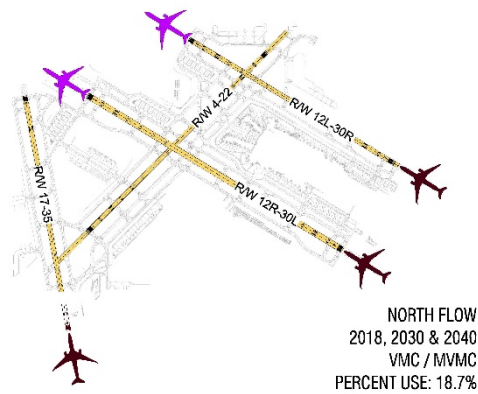 R/W 4-22
R/W 12L-30R
R/W 17-35
R/W 12R-30L
NORTH FLOW
2018, 2030 & 2040
VMC / MVMC
PERCENT USE: 18.7%